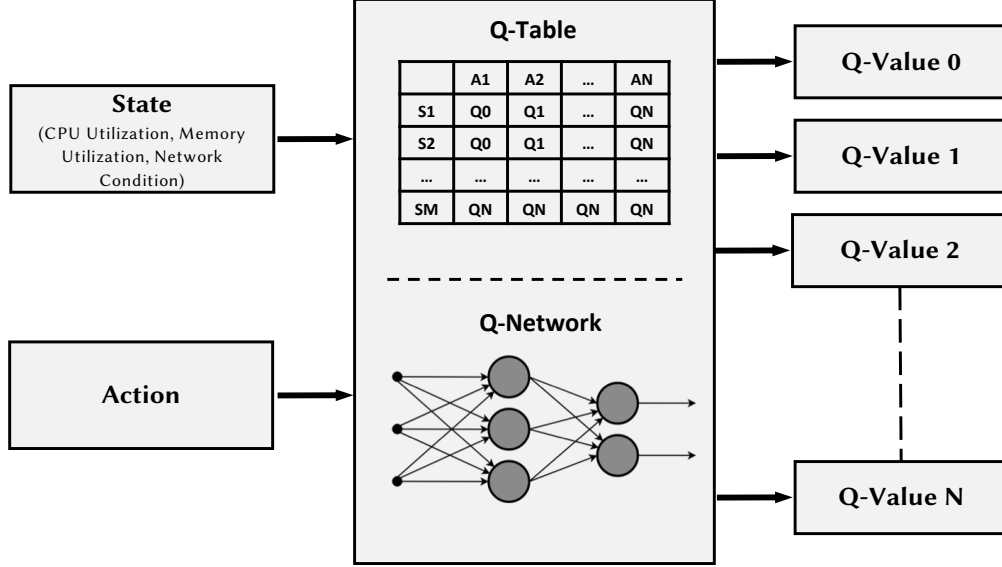 State
(CPU Utilization, Memory
Utilization, Network
Condition)
Action
Q-Table
A1 A2 ... AN
S1 Q0 Q1 ... QN
S2 Q0 Q1 ... QN
... ... ... ... ...
SM QN QN QN QN
Q-Network
Q-Value 0
Q-Value 1
Q-Value 2
Q-Value N